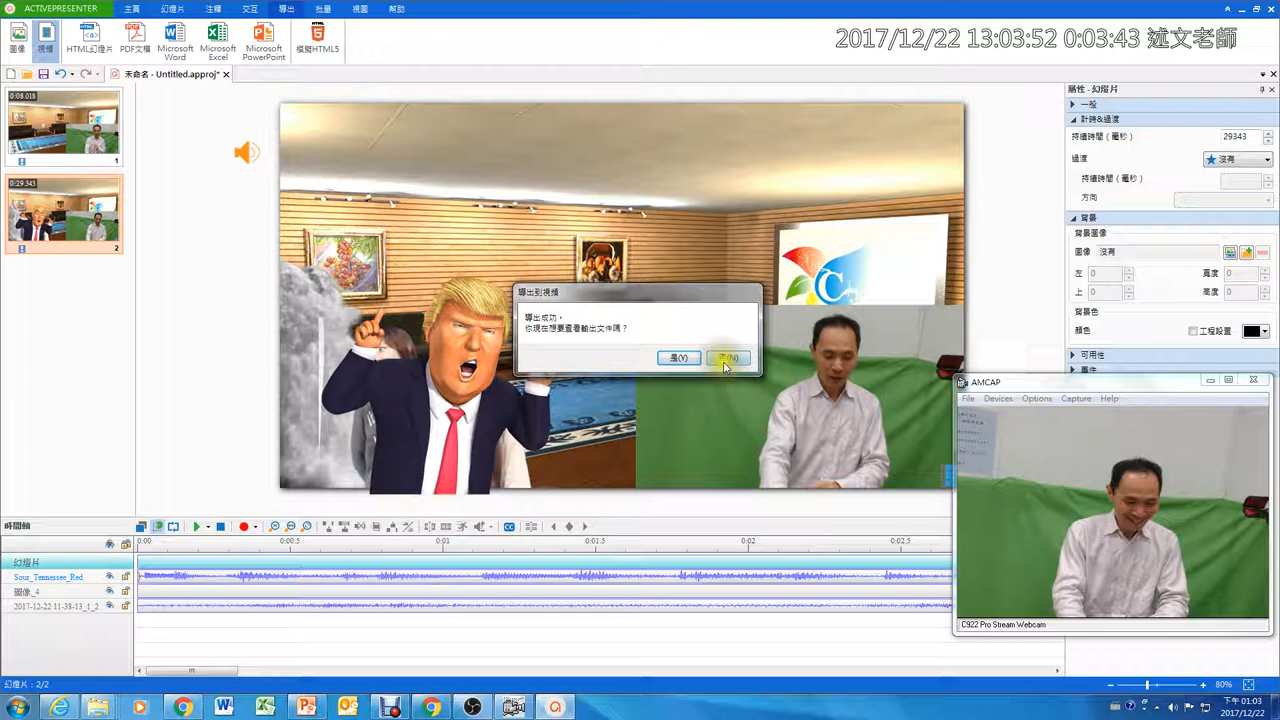 ACTIVEPRESENTER
主頁 幻燈片 注釋 交互 導出 批量 視圖 幫助
圖像 視頻 HTML幻燈片 PDF文檔 Microsoft Word Microsoft Excel Microsoft PowerPoint 模擬HTML5
2017/12/22 13:03:52 0:03:43 述文老師
未命名 - Untitled.approj*
屬性 - 幻燈片
0:08.018
1
0:29.343
2
一般
計時&過渡
持續時間 (毫秒) 29343
過渡 沒有
持續時間 (毫秒)
方向
背景
背景圖像
圖像 沒有
左 0 寬度 0
上 0 高度 0
背景色
顏色 工程設置
可用性
事件
導出到視頻
導出成功。
你現在想要查看輸出文件嗎?
是(Y) 否(N)
AMCAP
File Devices Options Capture Help
C922 Pro Stream Webcam
時間軸
0:00 0:00.5 0:01 0:01.5 0:02 0:02.5
幻燈片
Sour_Tennessee_Red
圖像_4
2017-12-22 11-38-13_1_2
幻燈片: 2/2
80%
下午 01:03
2017/12/22